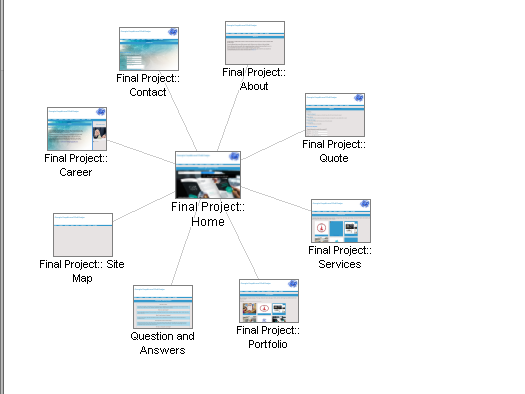 Final Project::
Contact
Final Project::
About
Final Project::
Quote
Final Project::
Career
Final Project::
Home
Final Project::
Services
Final Project:: Site
Map
Question and
Answers
Final Project::
Portfolio